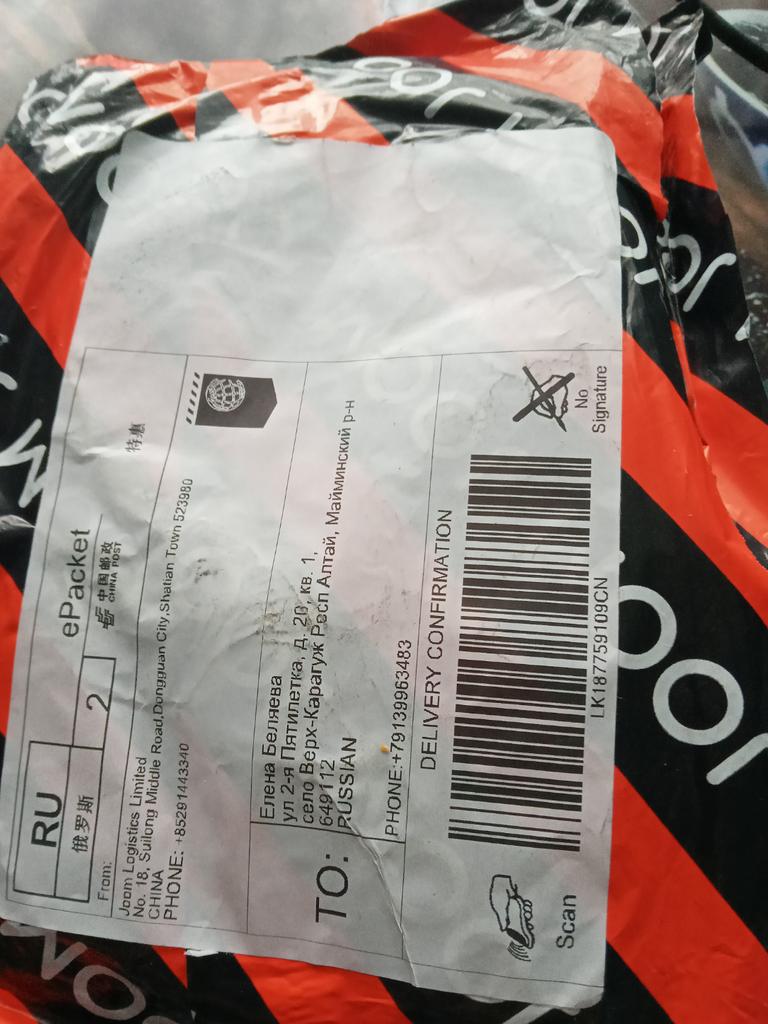 RU
俄罗斯
2
ePacket
中国邮政
CHINA POST
特惠
From:
Joom Logistics Limited
No. 18, Suilong Middle Road,Dongguan City,Shatian Town 523980
CHINA
PHONE: +85291443340
TO:
Елена Беляева
ул 2-я Пятилетка, д. 20, кв. 1,
село Верх-Карагуж Респ Алтай, Майминский р-н
649112
RUSSIAN
PHONE:+79139963483
DELIVERY CONFIRMATION
Scan
LK187759109CN
No
Signature
JOO